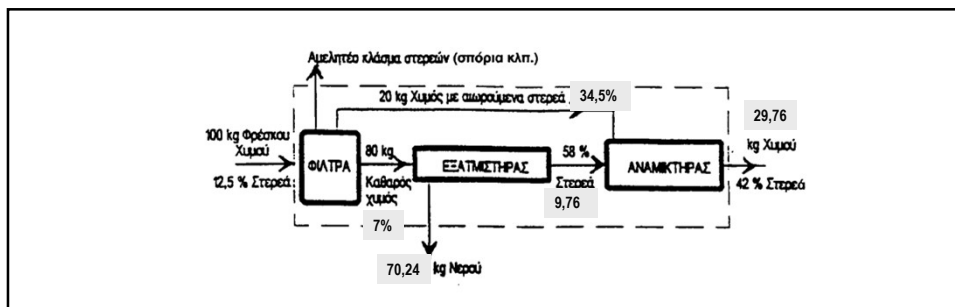 Αμελητέο κλάσμα στερεών (σπόρια κλπ.)
20 kg Χυμός με αιωρούμενα στερεά
34,5%
29,76
100 kg Φρέσκου
Χυμού
12,5 % Στερεά
ΦΙΛΤΡΑ
80 kg
Καθαρός
χυμός
7%
ΕΞΑΤΜΙΣΤΗΡΑΣ
58 %
Στερεά
9,76
ΑΝΑΜΙΚΤΗΡΑΣ
kg Χυμού
42 % Στερεά
70,24 kg Νερού